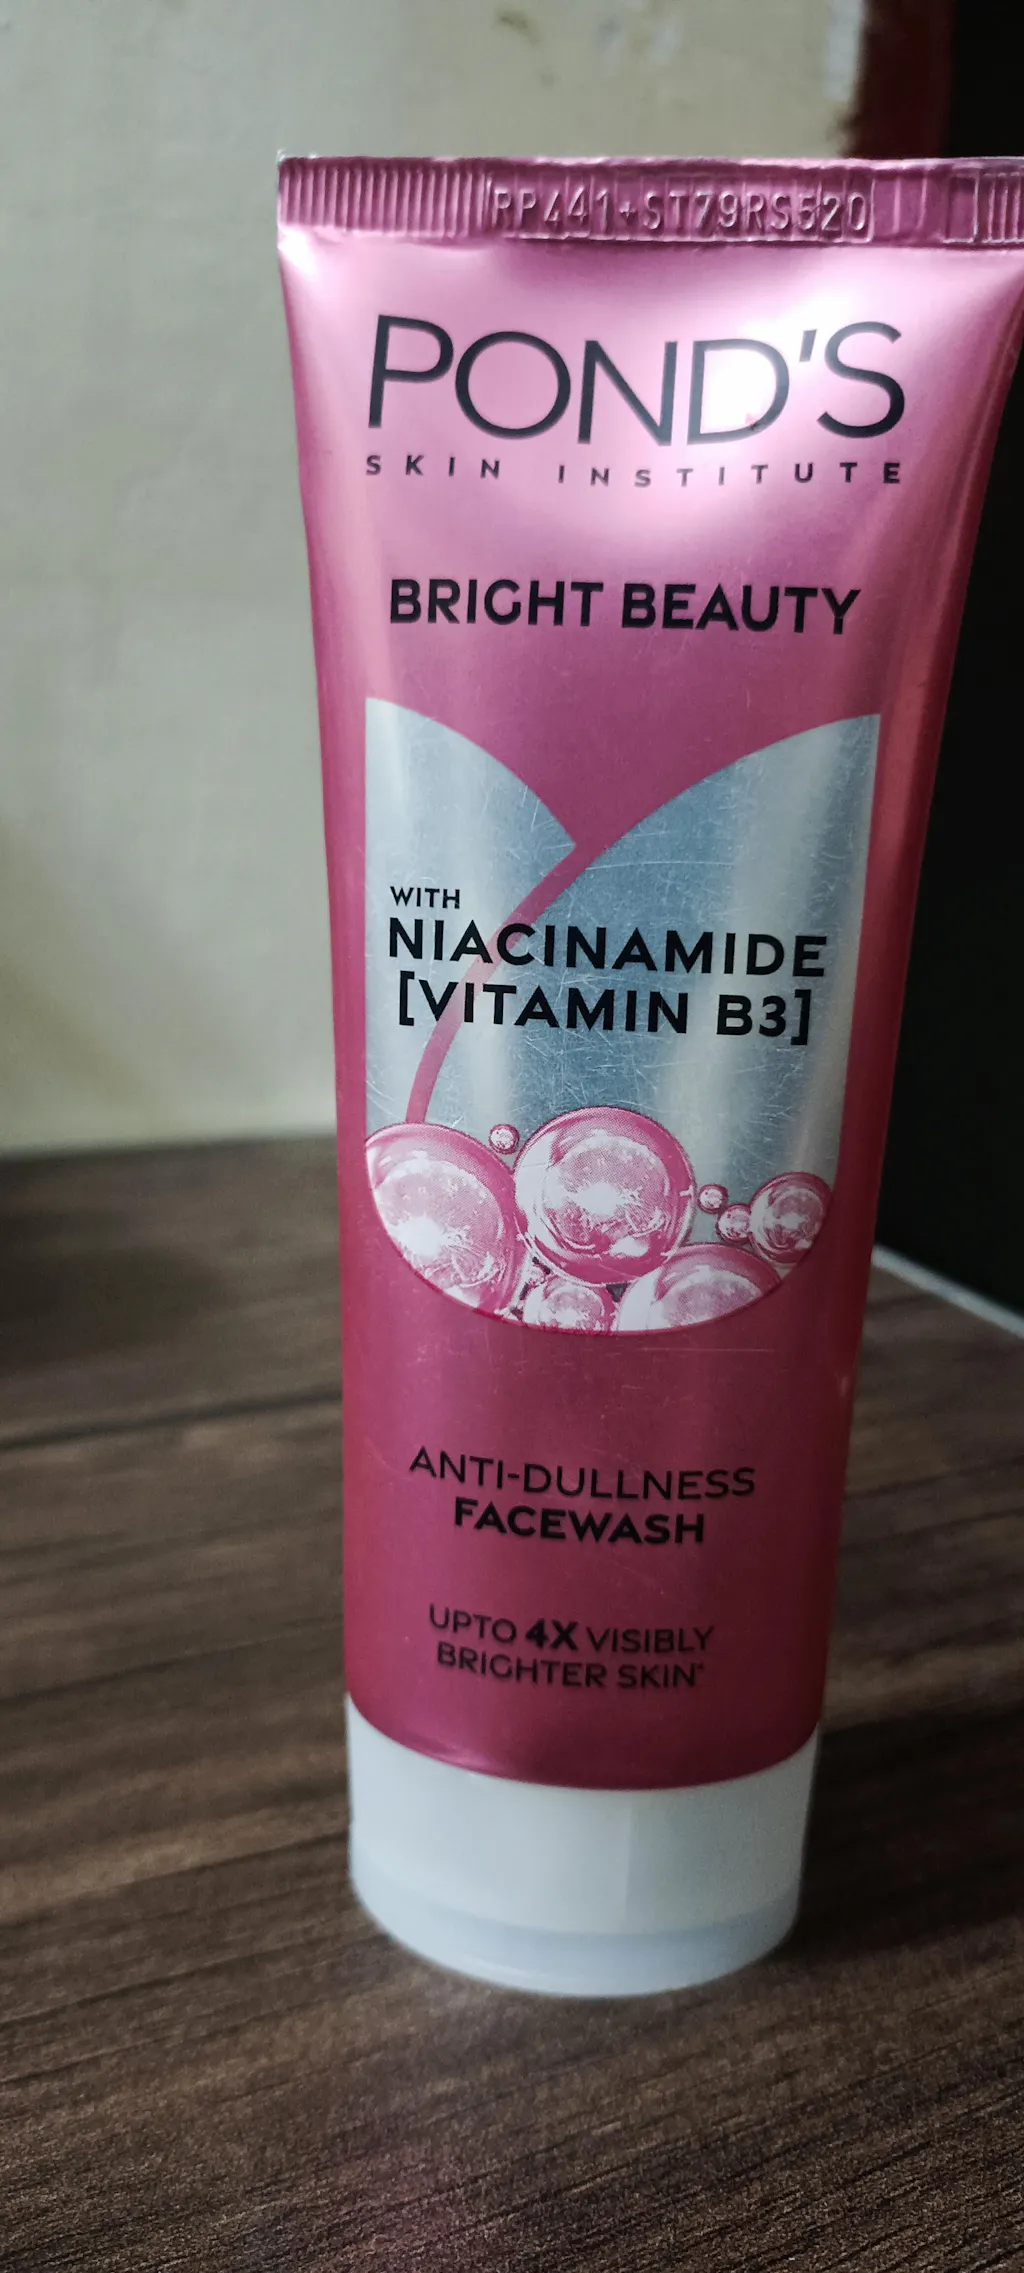 RP441+ST79RS520
POND'S
SKIN INSTITUTE
BRIGHT BEAUTY
WITH
NIACINAMIDE
[VITAMIN B3]
ANTI-DULLNESS
FACEWASH
UPTO 4X VISIBLY
BRIGHTER SKIN*